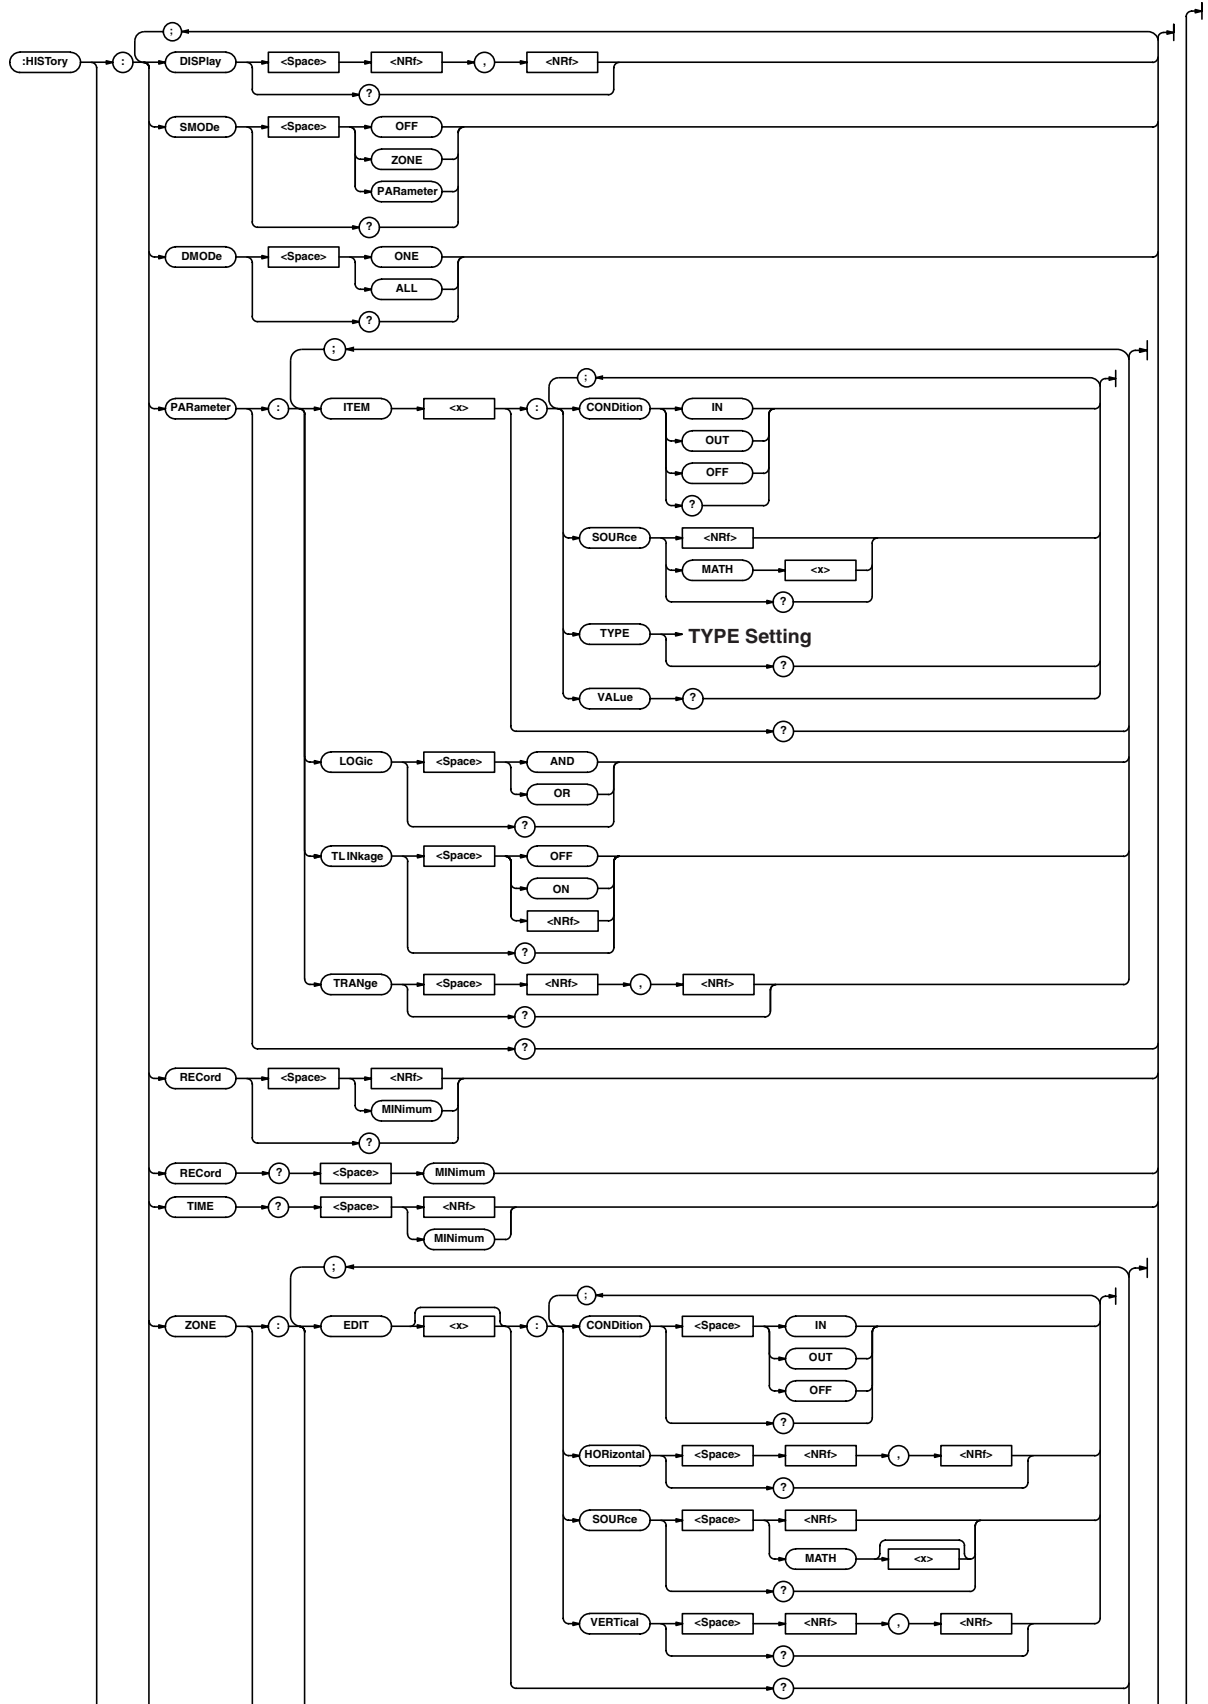 ;
:HISTory : DISPlay <Space> <NRf> , <NRf>
?
SMODe <Space> OFF
ZONE
PARameter
?
DMODe <Space> ONE
ALL
?
;
;
PARameter : ITEM <x> : CONDition IN
OUT
OFF
?
SOURce <NRf>
MATH <x>
?
TYPE TYPE Setting
?
VALue ?
?
LOGic <Space> AND
OR
?
TLINkage <Space> OFF
ON
<NRf>
?
TRANge <Space> <NRf> , <NRf>
?
?
RECord <Space> <NRf>
MINimum
?
RECord ? <Space> MINimum
TIME ? <Space> <NRf>
MINimum
;
;
ZONE : EDIT <x> : CONDition <Space> IN
OUT
OFF
?
HORizontal <Space> <NRf> , <NRf>
?
SOURce <Space> <NRf>
MATH <x>
?
VERTical <Space> <NRf> , <NRf>
?
?